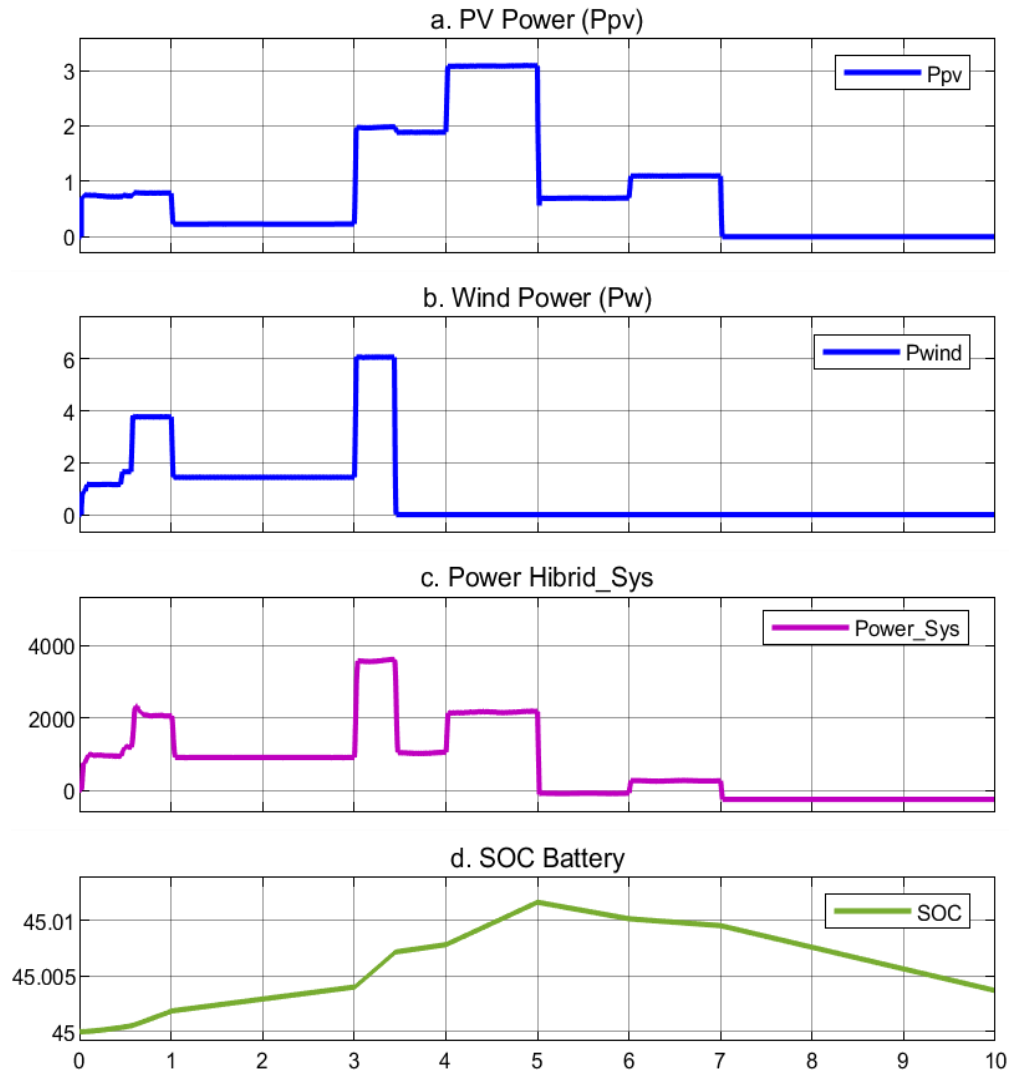 a. PV Power (Ppv)
3
2
1
0
Ppv
b. Wind Power (Pw)
6
4
2
0
Pwind
c. Power Hibrid_Sys
4000
2000
0
Power_Sys
d. SOC Battery
45.01
45.005
45
SOC
0 1 2 3 4 5 6 7 8 9 10